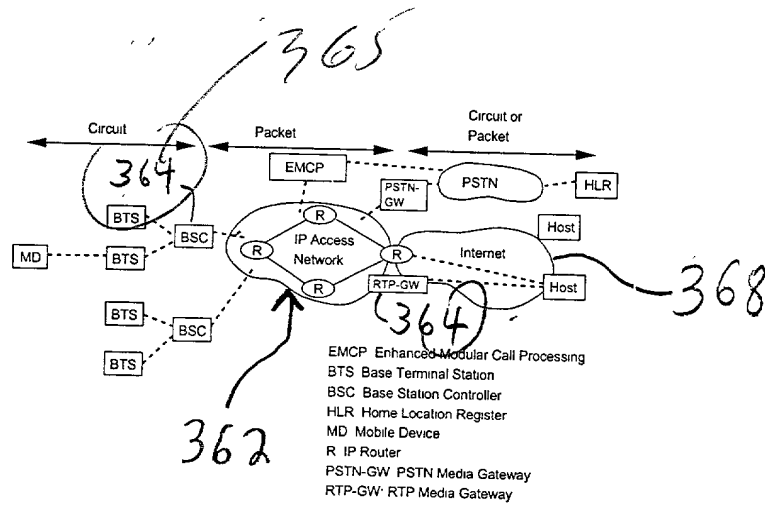 365
Circuit
Packet
Circuit or
Packet
364
EMCP
PSTN-
GW
PSTN
HLR
BTS
BSC
R
IP Access
Network
R
R
R
Internet
Host
MD
BTS
RTP-GW
Host
368
364
BTS
BSC
BTS
362
EMCP Enhanced Modular Call Processing
BTS Base Terminal Station
BSC Base Station Controller
HLR Home Location Register
MD Mobile Device
R IP Router
PSTN-GW PSTN Media Gateway
RTP-GW: RTP Media Gateway